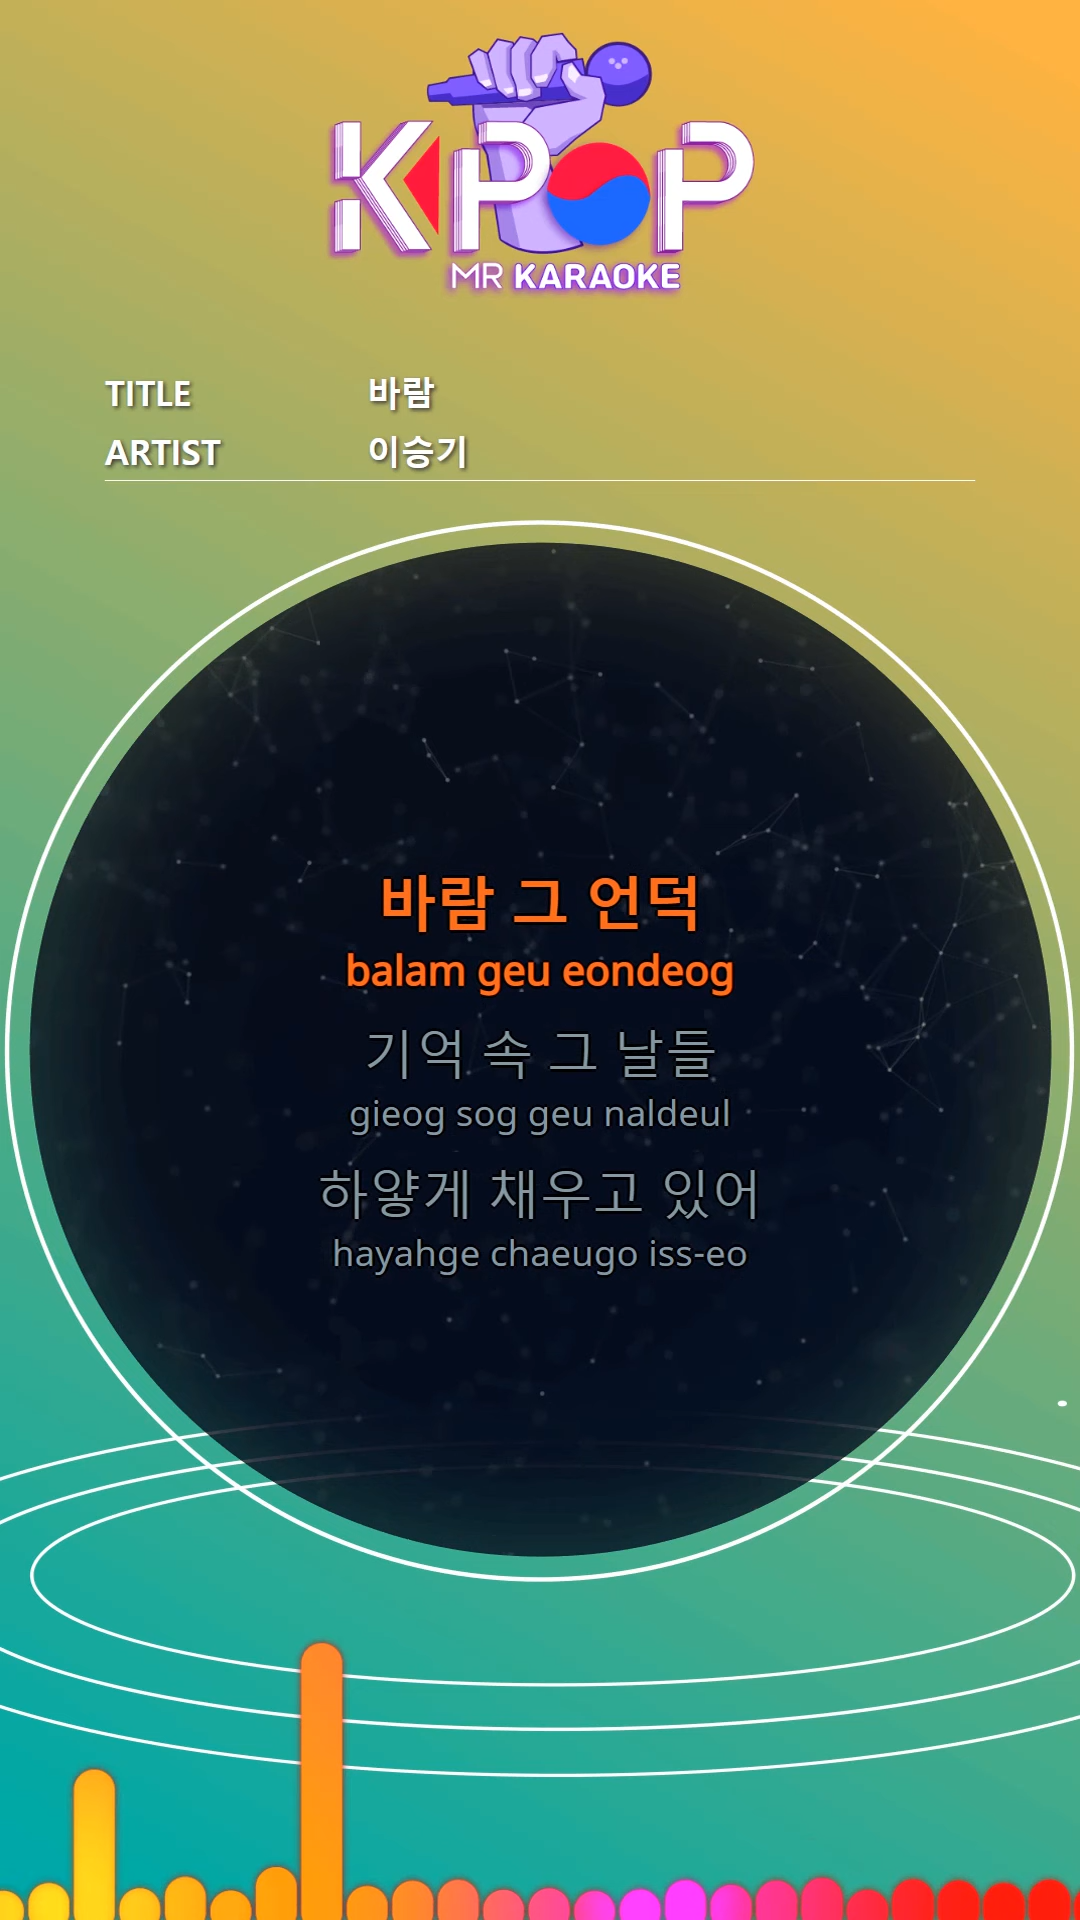 KPOP
MR KARAOKE
TITLE 바람
ARTIST 이승기
바람 그 언덕
balam geu eondeog
기억 속 그 날들
gieog sog geu naldeul
하얗게 채우고 있어
hayahge chaeugo iss-eo